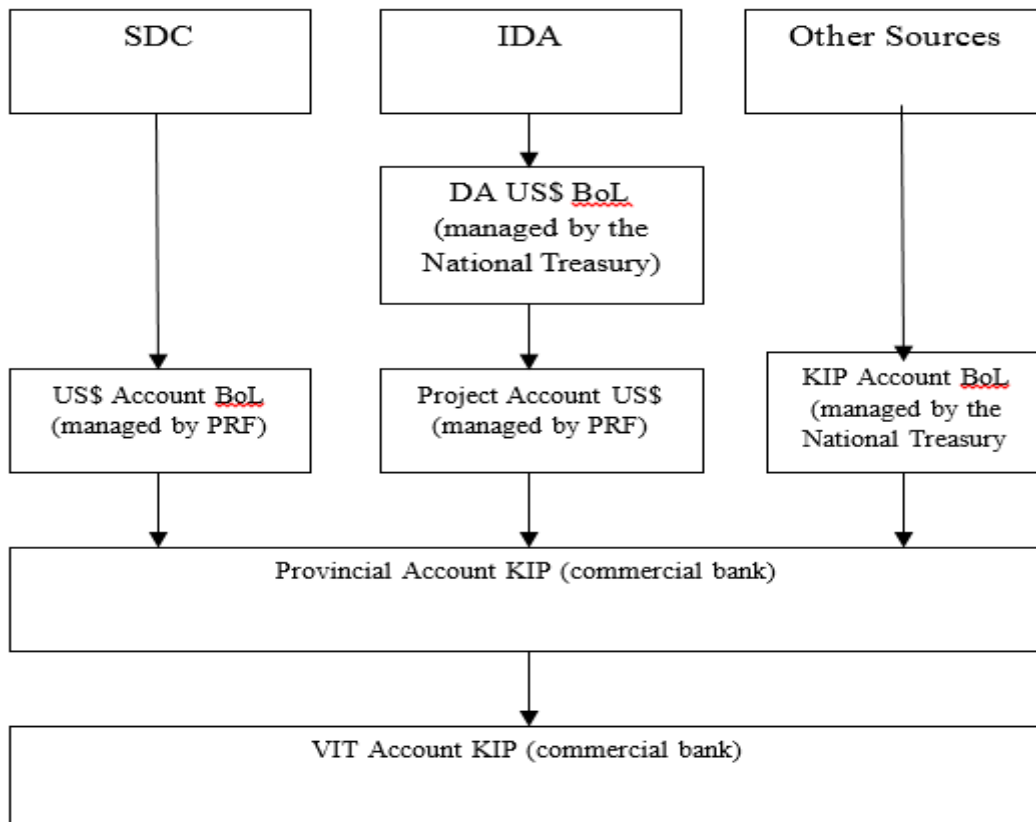 SDC
IDA
Other Sources
DA US$ BoL
(managed by the
National Treasury)
US$ Account BoL
(managed by PRF)
Project Account US$
(managed by PRF)
KIP Account BoL
(managed by the
National Treasury
Provincial Account KIP (commercial bank)
VIT Account KIP (commercial bank)